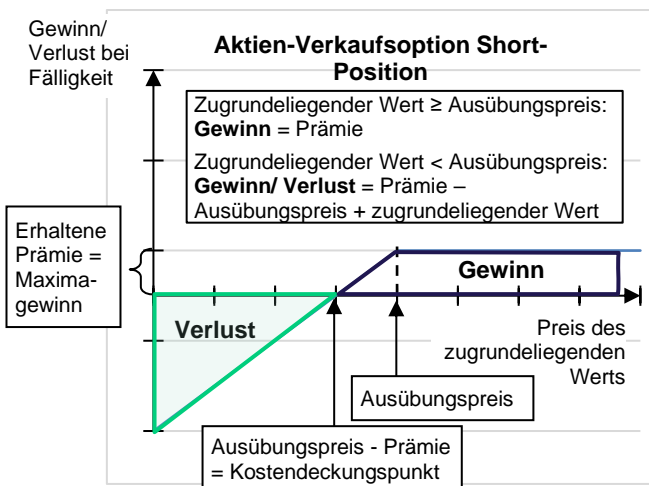 Gewinn/
Verlust bei
Fälligkeit
Aktien-Verkaufsoption Short-
Position
Zugrundeliegender Wert ≥ Ausübungspreis:
Gewinn = Prämie
Zugrundeliegender Wert < Ausübungspreis:
Gewinn/ Verlust = Prämie –
Ausübungspreis + zugrundeliegender Wert
Erhaltene
Prämie =
Maxima-
gewinn
Gewinn
Verlust
Preis des
zugrundeliegenden
Werts
Ausübungspreis
Ausübungspreis - Prämie
= Kostendeckungspunkt